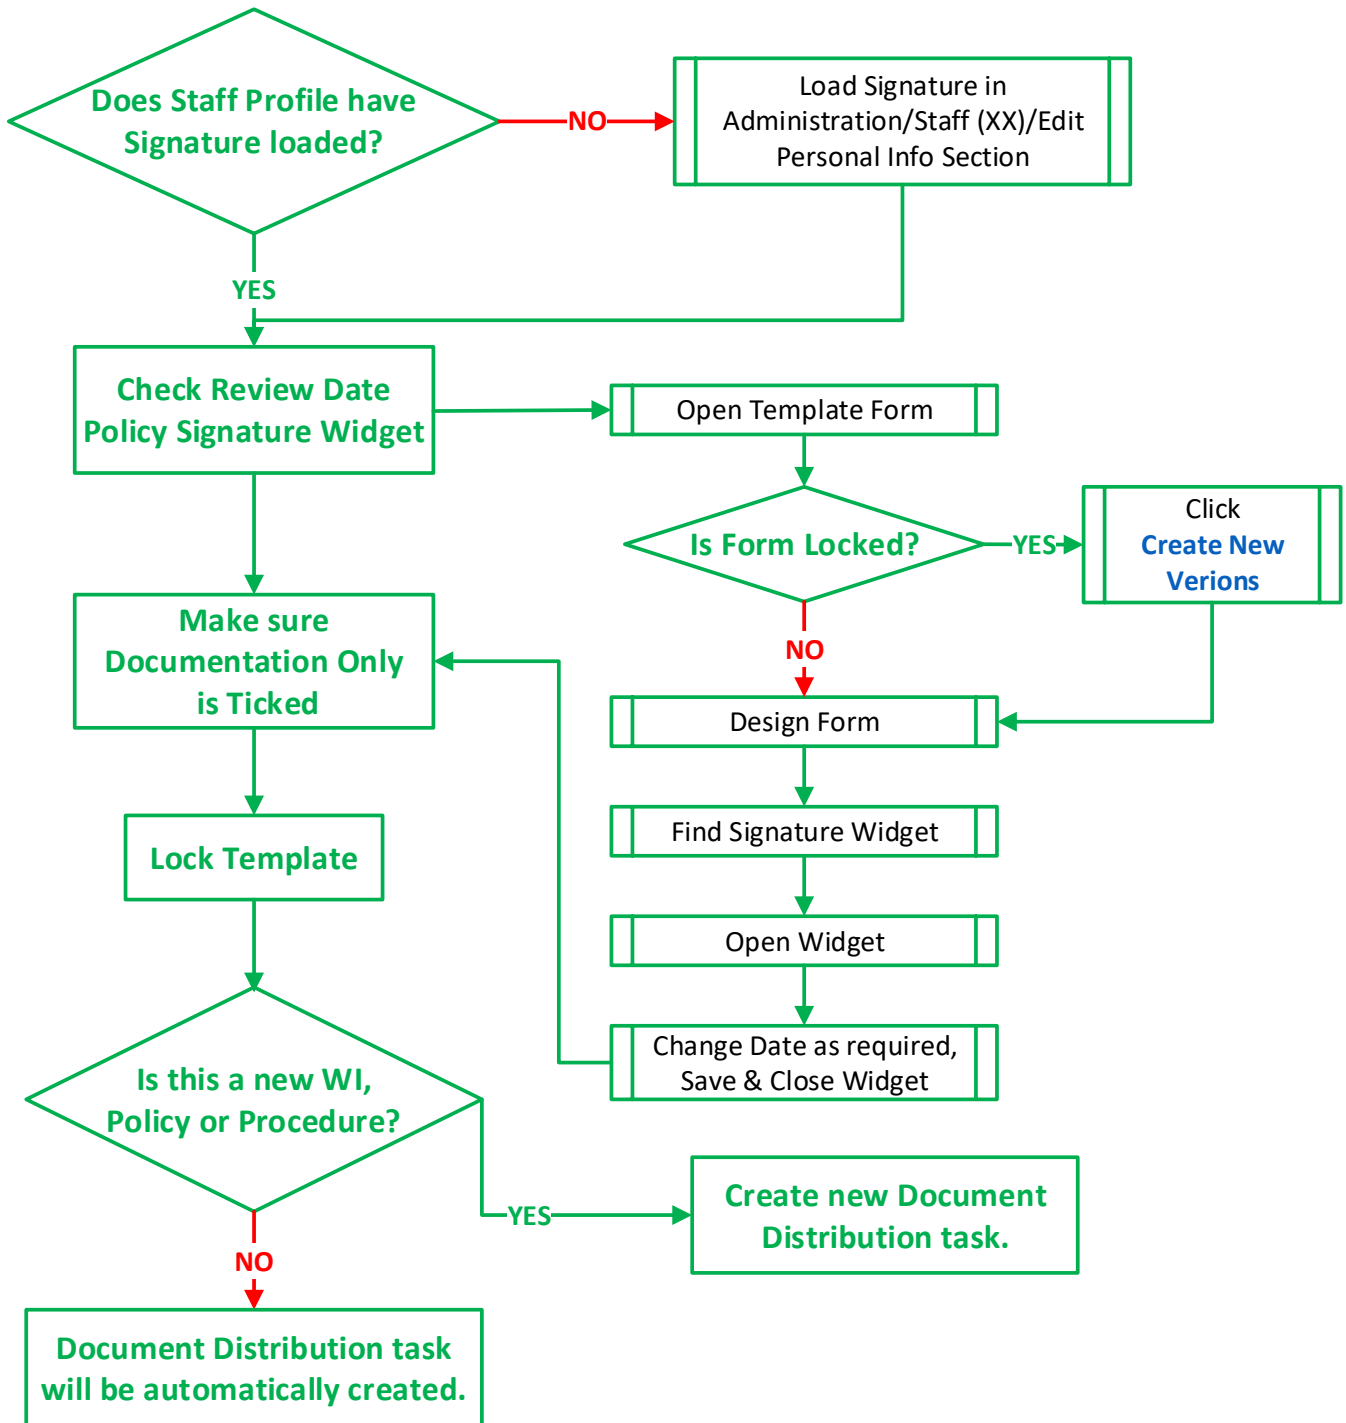 Does Staff Profile have
Signature loaded?
NO
Load Signature in
Administration/Staff (XX)/Edit
Personal Info Section
YES
Check Review Date
Policy Signature Widget
Open Template Form
Is Form Locked?
YES
Click
Create New
Verions
NO
Make sure
Documentation Only
is Ticked
Design Form
Find Signature Widget
Lock Template
Open Widget
Change Date as required,
Save & Close Widget
Is this a new WI,
Policy or Procedure?
YES
Create new Document
Distribution task.
NO
Document Distribution task
will be automatically created.